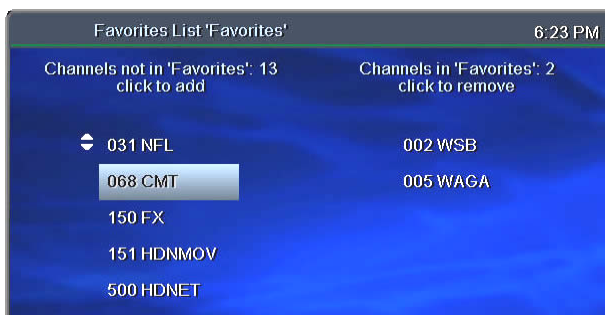 Favorites List 'Favorites'
6:23 PM
Channels not in 'Favorites': 13
click to add
Channels in 'Favorites': 2
click to remove
031 NFL
002 WSB
068 CMT
005 WAGA
150 FX
151 HDNMOV
500 HDNET